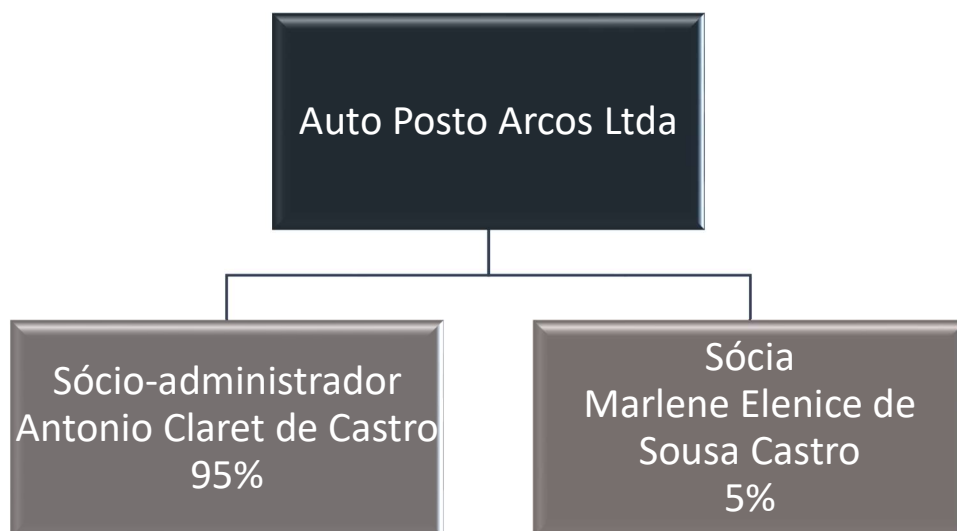 Auto Posto Arcos Ltda
Sócio-administrador
Antonio Claret de Castro
95%
Sócia
Marlene Elenice de
Sousa Castro
5%